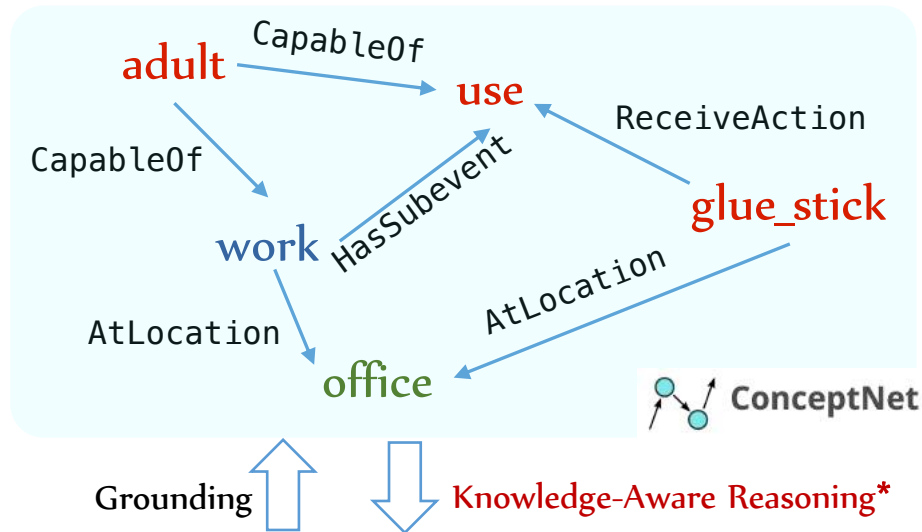 CapableOf
adult
use
ReceiveAction
CapableOf
HasSubevent
glue_stick
work
AtLocation
AtLocation
office
ConceptNet
Grounding
Knowledge-Aware Reasoning*